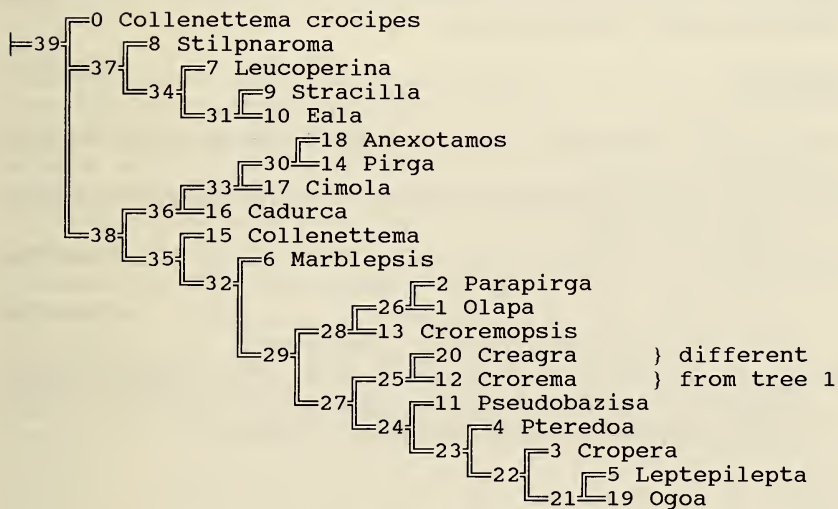 0 Collenettema crocipes
39
8 Stilpnaroma
37
7 Leucoperina
34
9 Stracilla
31
10 Eala
18 Anexotamos
30
14 Pirga
33
17 Cimola
36
16 Cadurca
38
15 Collenettema
35
6 Marblepsis
32
2 Parapirga
26
1 Olapa
28
13 Croremopsis
29
20 Creagra } different
25
12 Crorema } from tree 1
27
11 Pseudobazisa
24
4 Pteredoa
23
3 Cropera
22
5 Leptepilepta
21
19 Ogoa